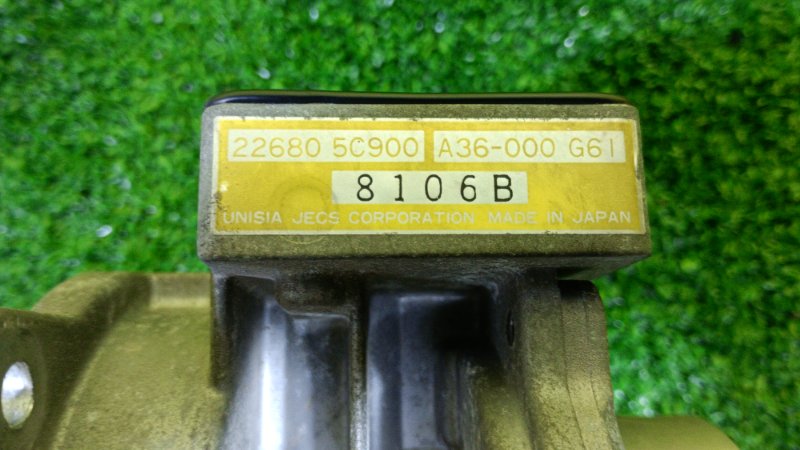 22680 5C900 A36-000 G61
8106B
UNISIA JECS CORPORATION MADE IN JAPAN